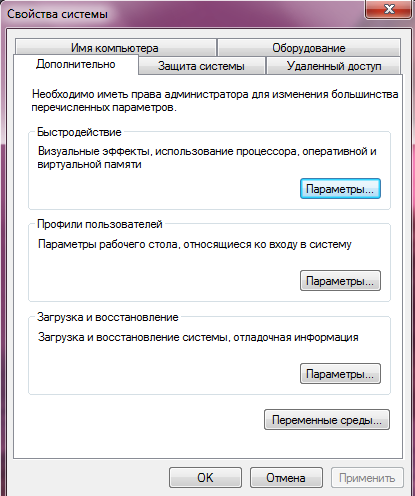 Свойства системы
Имя компьютера
Оборудование
Дополнительно
Защита системы
Удаленный доступ
Необходимо иметь права администратора для изменения большинства
перечисленных параметров.
Быстродействие
Визуальные эффекты, использование процессора, оперативной и
виртуальной памяти
Параметры...
Профили пользователей
Параметры рабочего стола, относящиеся ко входу в систему
Параметры...
Загрузка и восстановление
Загрузка и восстановление системы, отладочная информация
Параметры...
Переменные среды...
OK
Отмена
Применить